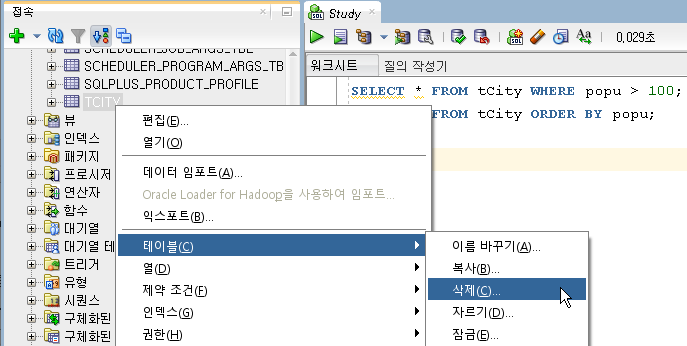 접속
Study
SQL
0,029초
워크시트 질의 작성기
SCHEDULER_PROGRAM_ARGS_TB
SQLPLUS_PRODUCT_PROFILE
TCITY
SELECT * FROM tCity WHERE popu > 100;
FROM tCity ORDER BY popu;
뷰
인덱스
패키지
프로시저
연산자
함수
대기열
대기열 테
트리거
유형
시퀀스
구체화된
구체화된
편집(E)...
열기(O)
데이터 임포트(A)...
Oracle Loader for Hadoop을 사용하여 임포트...
익스포트(B)...
테이블(C)
열(D)
제약 조건(F)
인덱스(G)
권한(H)
이름 바꾸기(A)...
복사(B)...
삭제(C)...
자르기(D)...
잠금(E)...